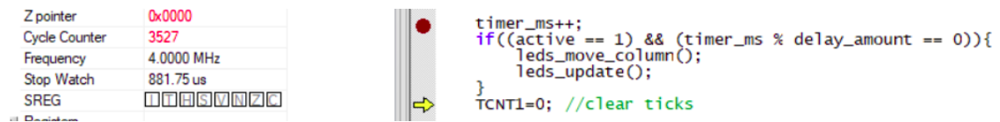 Z pointer 0x0000
Cycle Counter 3527
Frequency 4.0000 MHz
Stop Watch 881.75 us
SREG I T H S V N Z C
Registers
timer_ms++;
if((active == 1) && (timer_ms % delay_amount == 0)){
leds_move_column();
leds_update();
}
TCNT1=0; //clear ticks